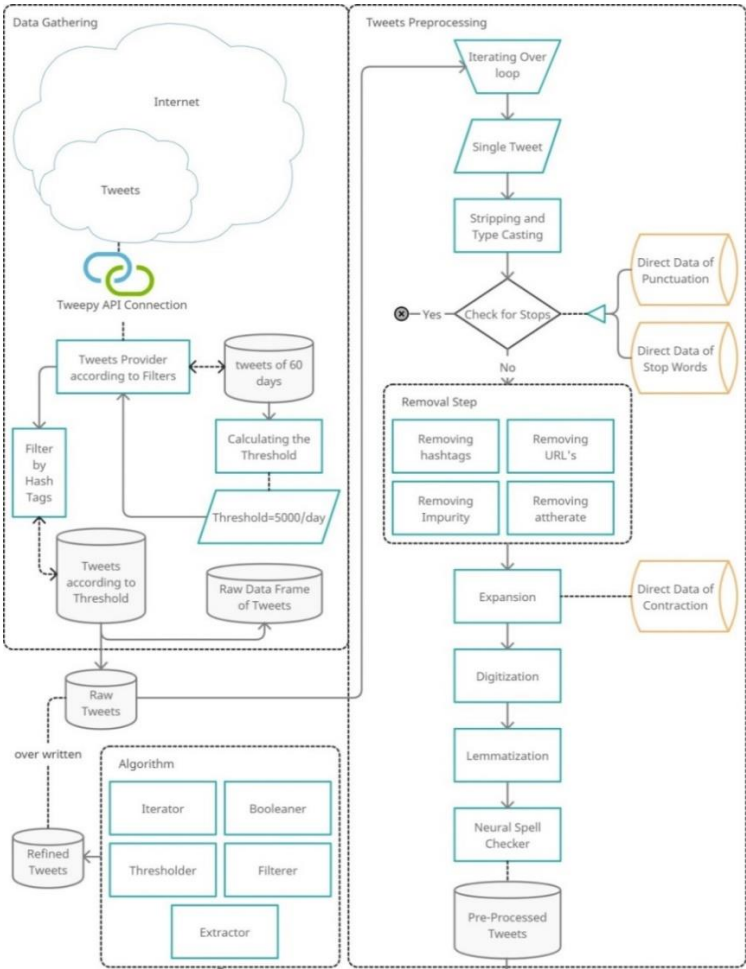 Data Gathering
Internet
Tweets
Tweepy API Connection
Tweets Provider
according to Filters
tweets of 60
days
Filter
by
Hash
Tags
Calculating the
Threshold
Threshold=5000/day
Tweets
according to
Threshold
Raw Data Frame
of Tweets
Raw
Tweets
over written
Refined
Tweets
Algorithm
Iterator
Booleaner
Thresholder
Filterer
Extractor
Tweets Preprocessing
Iterating Over
loop
Single Tweet
Stripping and
Type Casting
Check for Stops
Yes
No
Direct Data of
Punctuation
Direct Data of
Stop Words
Removal Step
Removing
hashtags
Removing
URL's
Removing
Impurity
Removing
attherate
Expansion
Direct Data of
Contraction
Digitization
Lemmatization
Neural Spell
Checker
Pre-Processed
Tweets